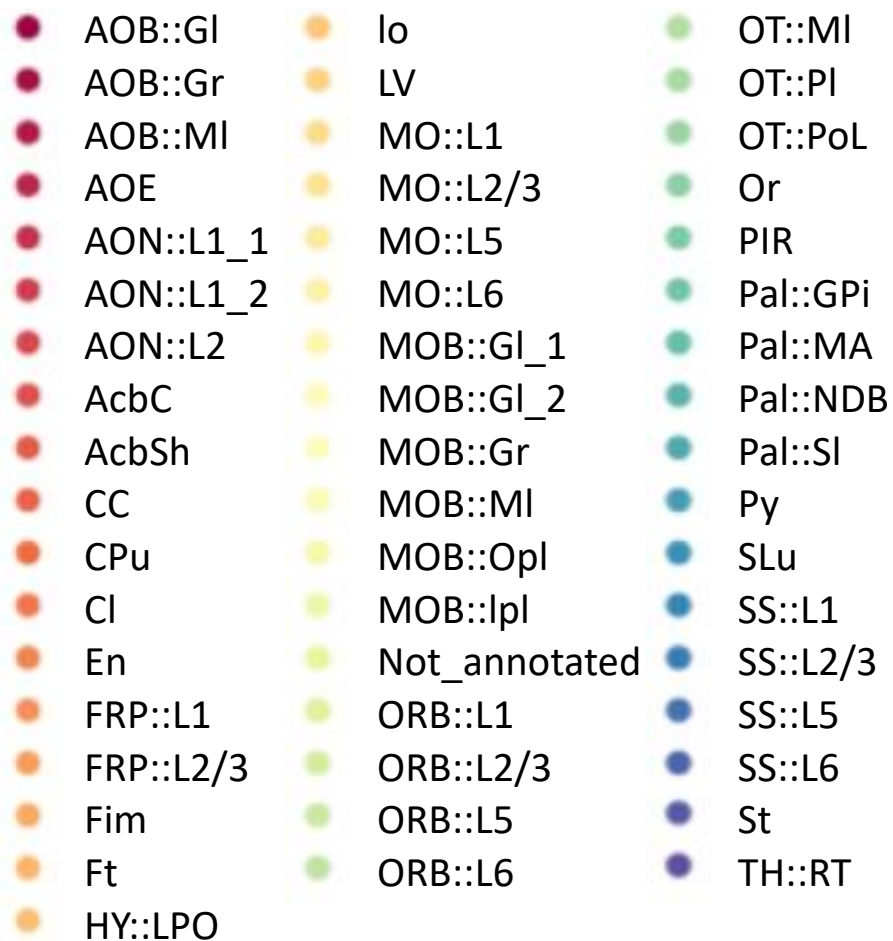 AOB::Gl
AOB::Gr
AOB::Ml
AOE
AON::L1_1
AON::L1_2
AON::L2
AcbC
AcbSh
CC
CPu
Cl
En
FRP::L1
FRP::L2/3
Fim
Ft
HY::LPO
lo
LV
MO::L1
MO::L2/3
MO::L5
MO::L6
MOB::Gl_1
MOB::Gl_2
MOB::Gr
MOB::Ml
MOB::Opl
MOB::lpl
Not_annotated
ORB::L1
ORB::L2/3
ORB::L5
ORB::L6
OT::Ml
OT::Pl
OT::PoL
Or
PIR
Pal::GPi
Pal::MA
Pal::NDB
Pal::Sl
Py
SLu
SS::L1
SS::L2/3
SS::L5
SS::L6
St
TH::RT